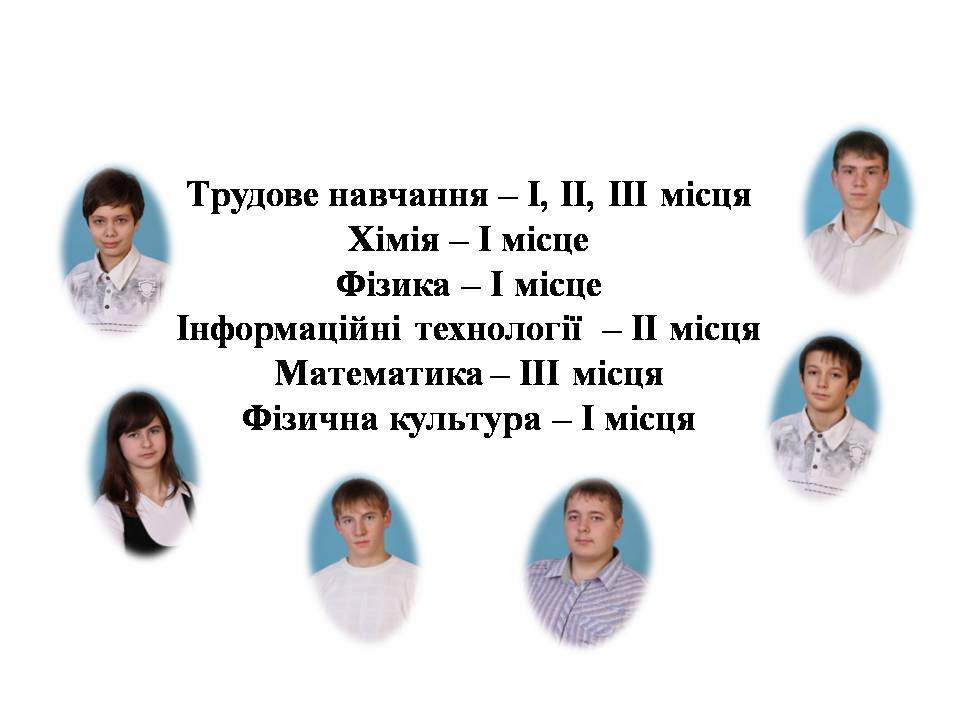 Трудове навчання – І, ІІ, ІІІ місця
Хімія – І місце
Фізика – І місце
Інформаційні технології – ІІ місця
Математика – ІІІ місця
Фізична культура – І місця